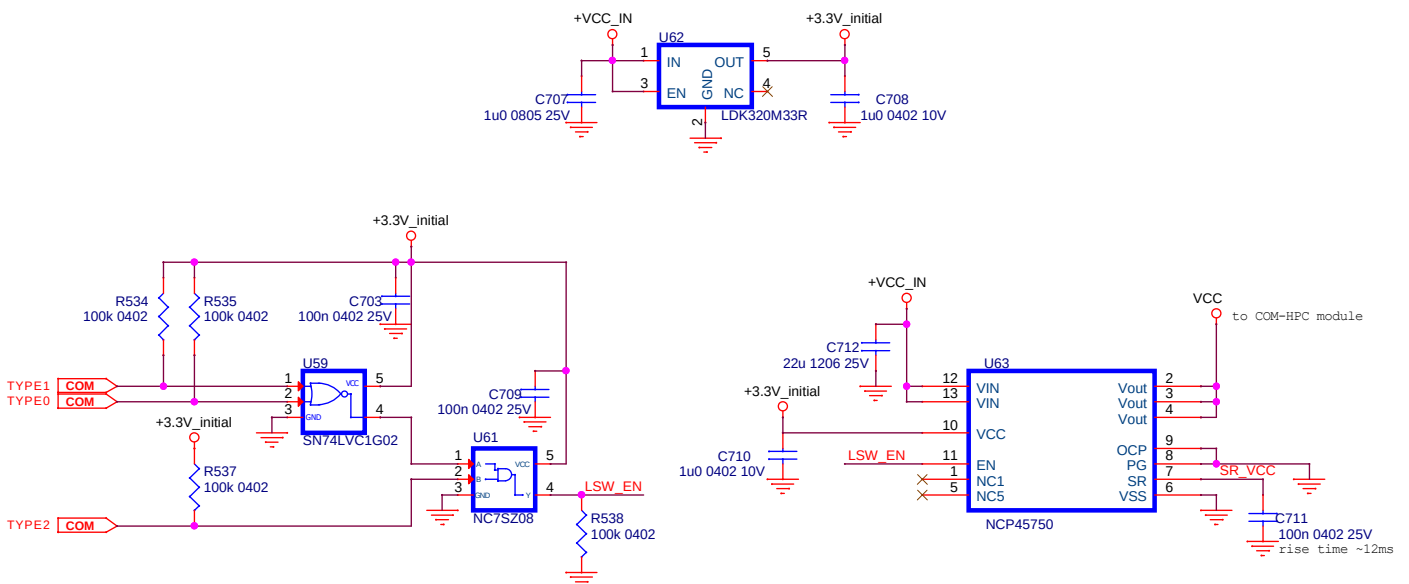 +VCC_IN
+3.3V_initial
U62
1 IN OUT 5
3 EN GND NC 4
2
LDK320M33R
C707
1u0 0805 25V
C708
1u0 0402 10V
+3.3V_initial
R534
100k 0402
R535
100k 0402
C703
100n 0402 25V
TYPE1 COM
TYPE0 COM
U59
1 VCC 5
2
3 GND 4
SN74LVC1G02
+3.3V_initial
R537
100k 0402
TYPE2 COM
C709
100n 0402 25V
U61
1 A VCC 5
2 B
3 GND Y 4
NC7SZ08
LSW_EN
R538
100k 0402
+VCC_IN
C712
22u 1206 25V
+3.3V_initial
C710
1u0 0402 10V
LSW_EN
VCC
to COM-HPC module
U63
12 VIN Vout 2
13 VIN Vout 3
Vout 4
10 VCC
OCP 9
11 EN PG 8
1 NC1 SR 7
5 NC5 VSS 6
NCP45750
SR_VCC
C711
100n 0402 25V
rise time ~12ms